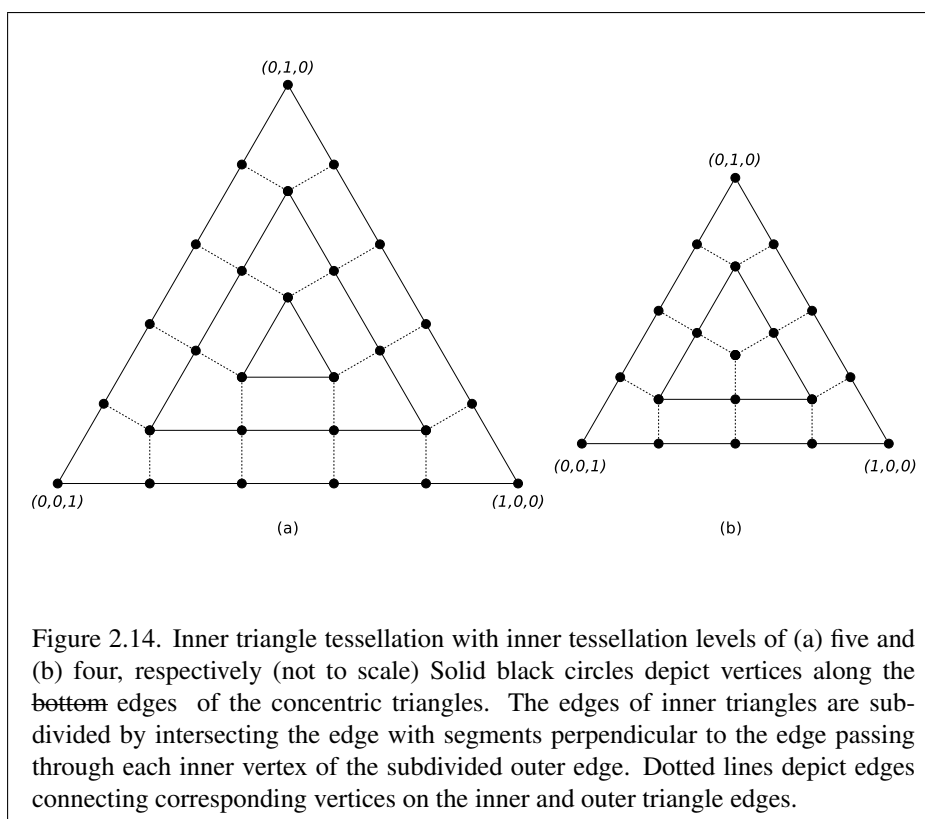 (0,1,0)
(0,1,0)
(0,0,1)
(1,0,0)
(0,0,1)
(1,0,0)
(a)
(b)
Figure 2.14. Inner triangle tessellation with inner tessellation levels of (a) five and
(b) four, respectively (not to scale) Solid black circles depict vertices along the
bottom edges of the concentric triangles. The edges of inner triangles are sub-
divided by intersecting the edge with segments perpendicular to the edge passing
through each inner vertex of the subdivided outer edge. Dotted lines depict edges
connecting corresponding vertices on the inner and outer triangle edges.